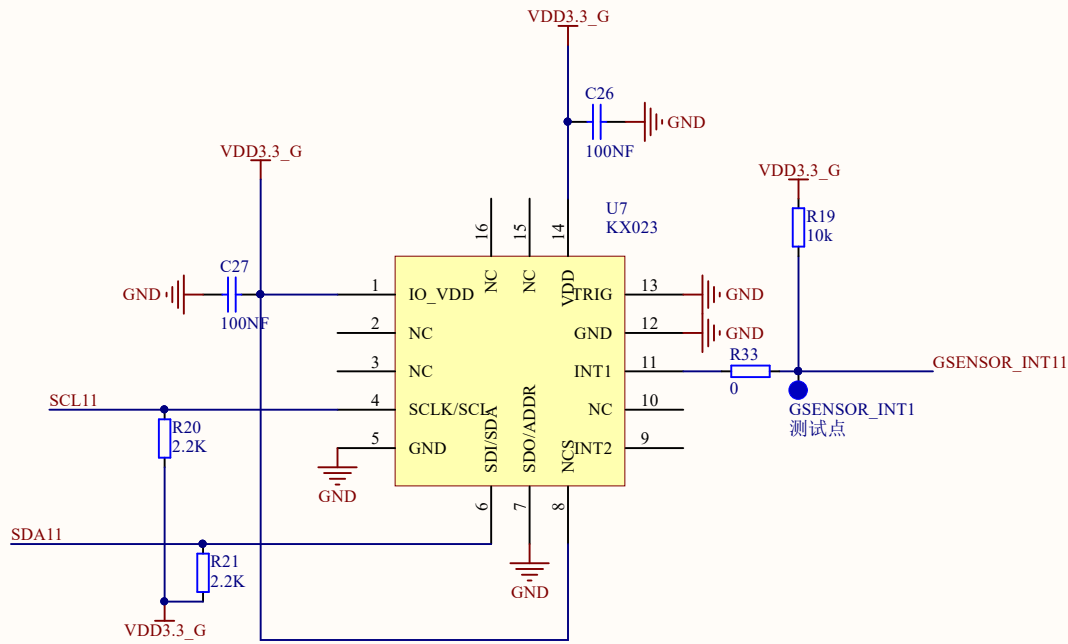 VDD3.3_G
C26
GND
100NF
VDD3.3_G
VDD3.3_G
U7
KX023
R19
10k
16
15
14
NC
NC
VDD
C27
GND
100NF
1
IO_VDD
TRIG
13
GND
2
NC
GND
12
GND
3
NC
INT1
11
R33
0
GSENSOR_INT11
SCL11
4
SCLK/SCL
NC
10
GSENSOR_INT1
测试点
R20
2.2K
5
GND
INT2
9
SDI/SDA
SDO/ADDR
NCS
GND
6
7
8
SDA11
R21
2.2K
GND
VDD3.3_G